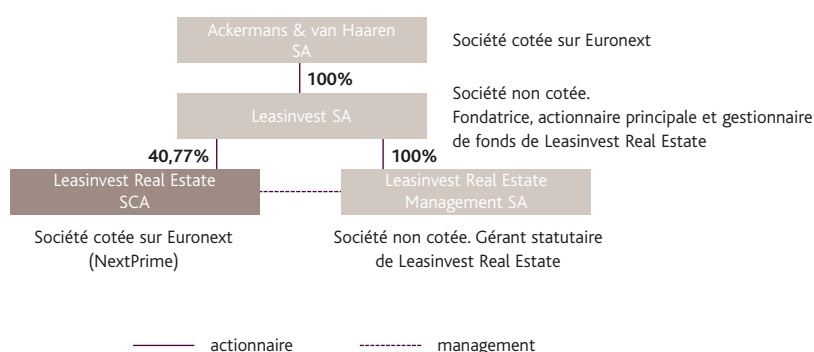 Ackermans & van Haaren
SA
Société cotée sur Euronext
100%
Leasinvest SA
Société non cotée.
Fondatrice, actionnaire principale et gestionnaire
de fonds de Leasinvest Real Estate
40,77%
100%
Leasinvest Real Estate
SCA
Leasinvest Real Estate
Management SA
Société cotée sur Euronext
(NextPrime)
Société non cotée. Gérant statutaire
de Leasinvest Real Estate
actionnaire
management